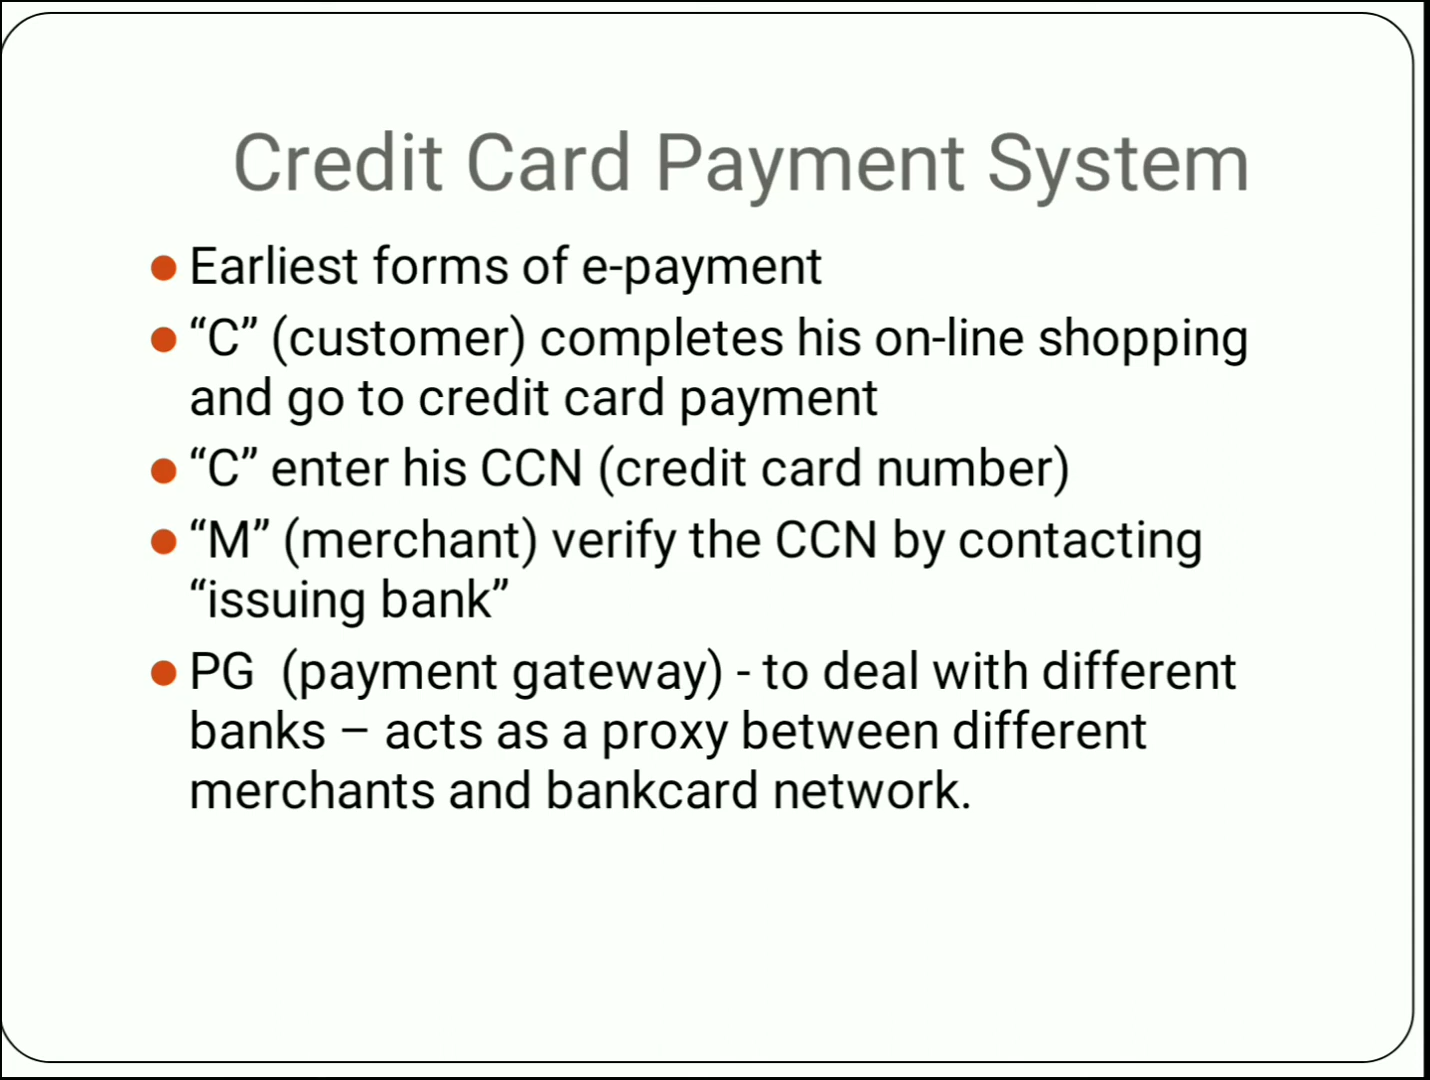 Credit Card Payment System
● Earliest forms of e-payment
● “C” (customer) completes his on-line shopping
and go to credit card payment
● “C” enter his CCN (credit card number)
● “M” (merchant) verify the CCN by contacting
“issuing bank”
● PG  (payment gateway) - to deal with different
banks – acts as a proxy between different
merchants and bankcard network.